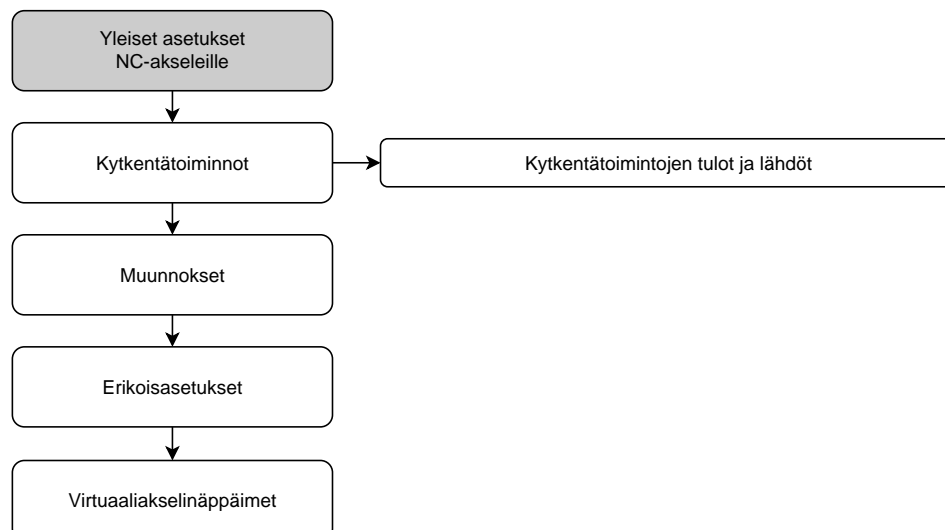 Yleiset asetukset
NC-akseleille
Kytkentätoiminnot
Kytkentätoimintojen tulot ja lähdöt
Muunnokset
Erikoisasetukset
Virtuaaliakselinäppäimet